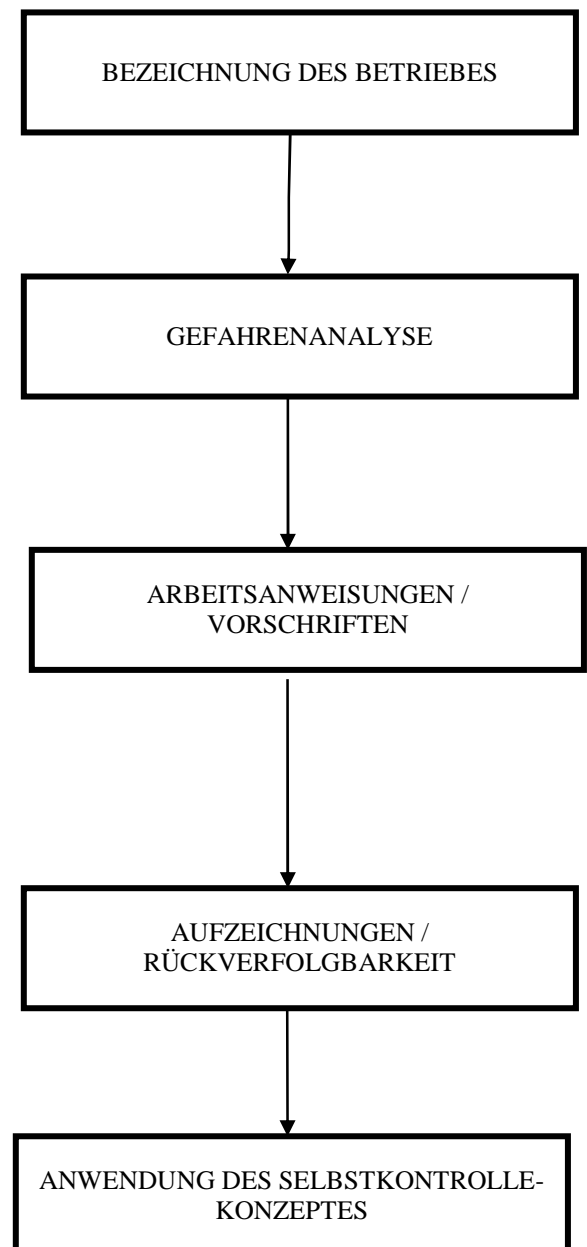 BEZEICHNUNG DES BETRIEBES
GEFAHRENANALYSE
ARBEITSANWEISUNGEN /
VORSCHRIFTEN
AUFZEICHNUNGEN /
RÜCKVERFOLGBARKEIT
ANWENDUNG DES SELBSTKONTROLLE-
KONZEPTES